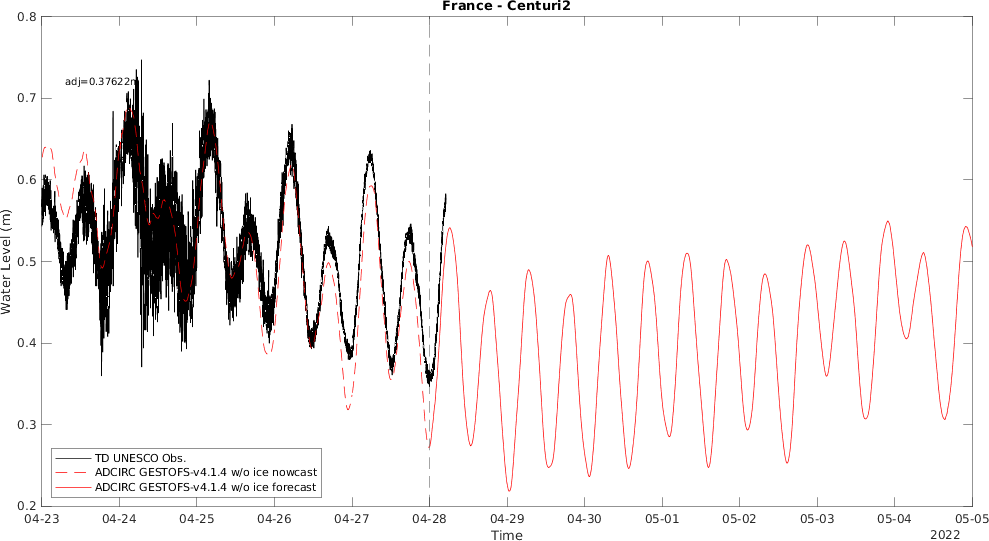 France - Centuri2
0.8
0.7
0.6
0.5
0.4
0.3
0.2
Water Level (m)
adj=0.37622m
TD UNESCO Obs.
ADCIRC GESTOFS-v4.1.4 w/o ice nowcast
ADCIRC GESTOFS-v4.1.4 w/o ice forecast
04-23 04-24 04-25 04-26 04-27 04-28 04-29 04-30 05-01 05-02 05-03 05-04 05-05
Time
2022